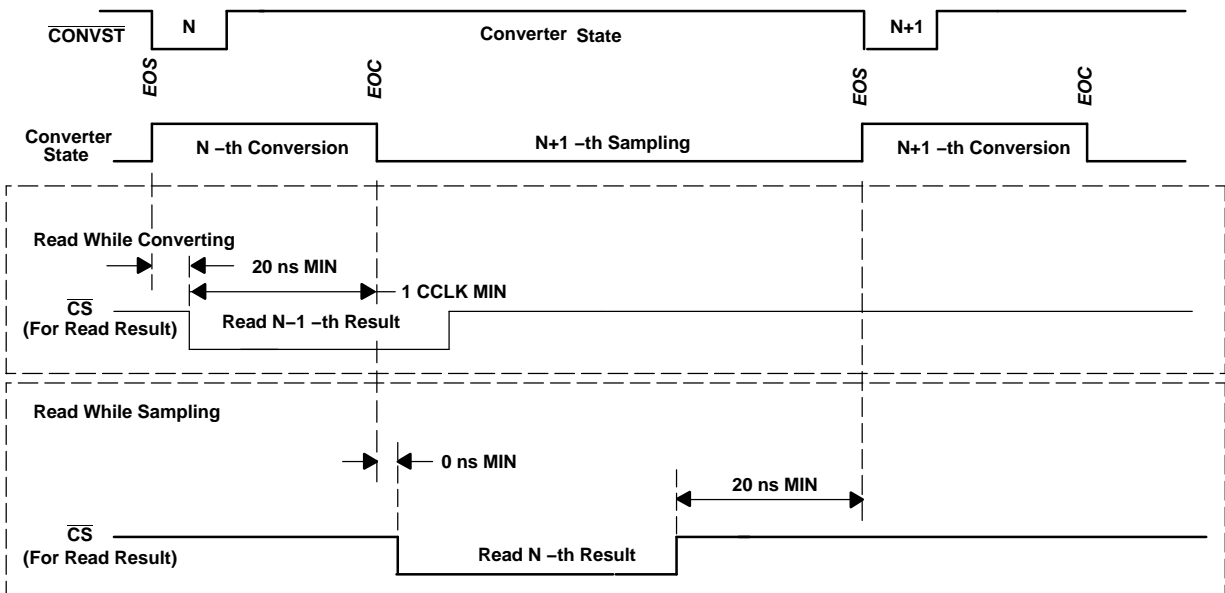 CONVST N Converter State N+1
EOS EOC EOS EOC
Converter
State N −th Conversion N+1 −th Sampling N+1 −th Conversion
Read While Converting
20 ns MIN
1 CCLK MIN
CS
(For Read Result) Read N−1 −th Result
Read While Sampling
0 ns MIN
20 ns MIN
CS
(For Read Result) Read N −th Result